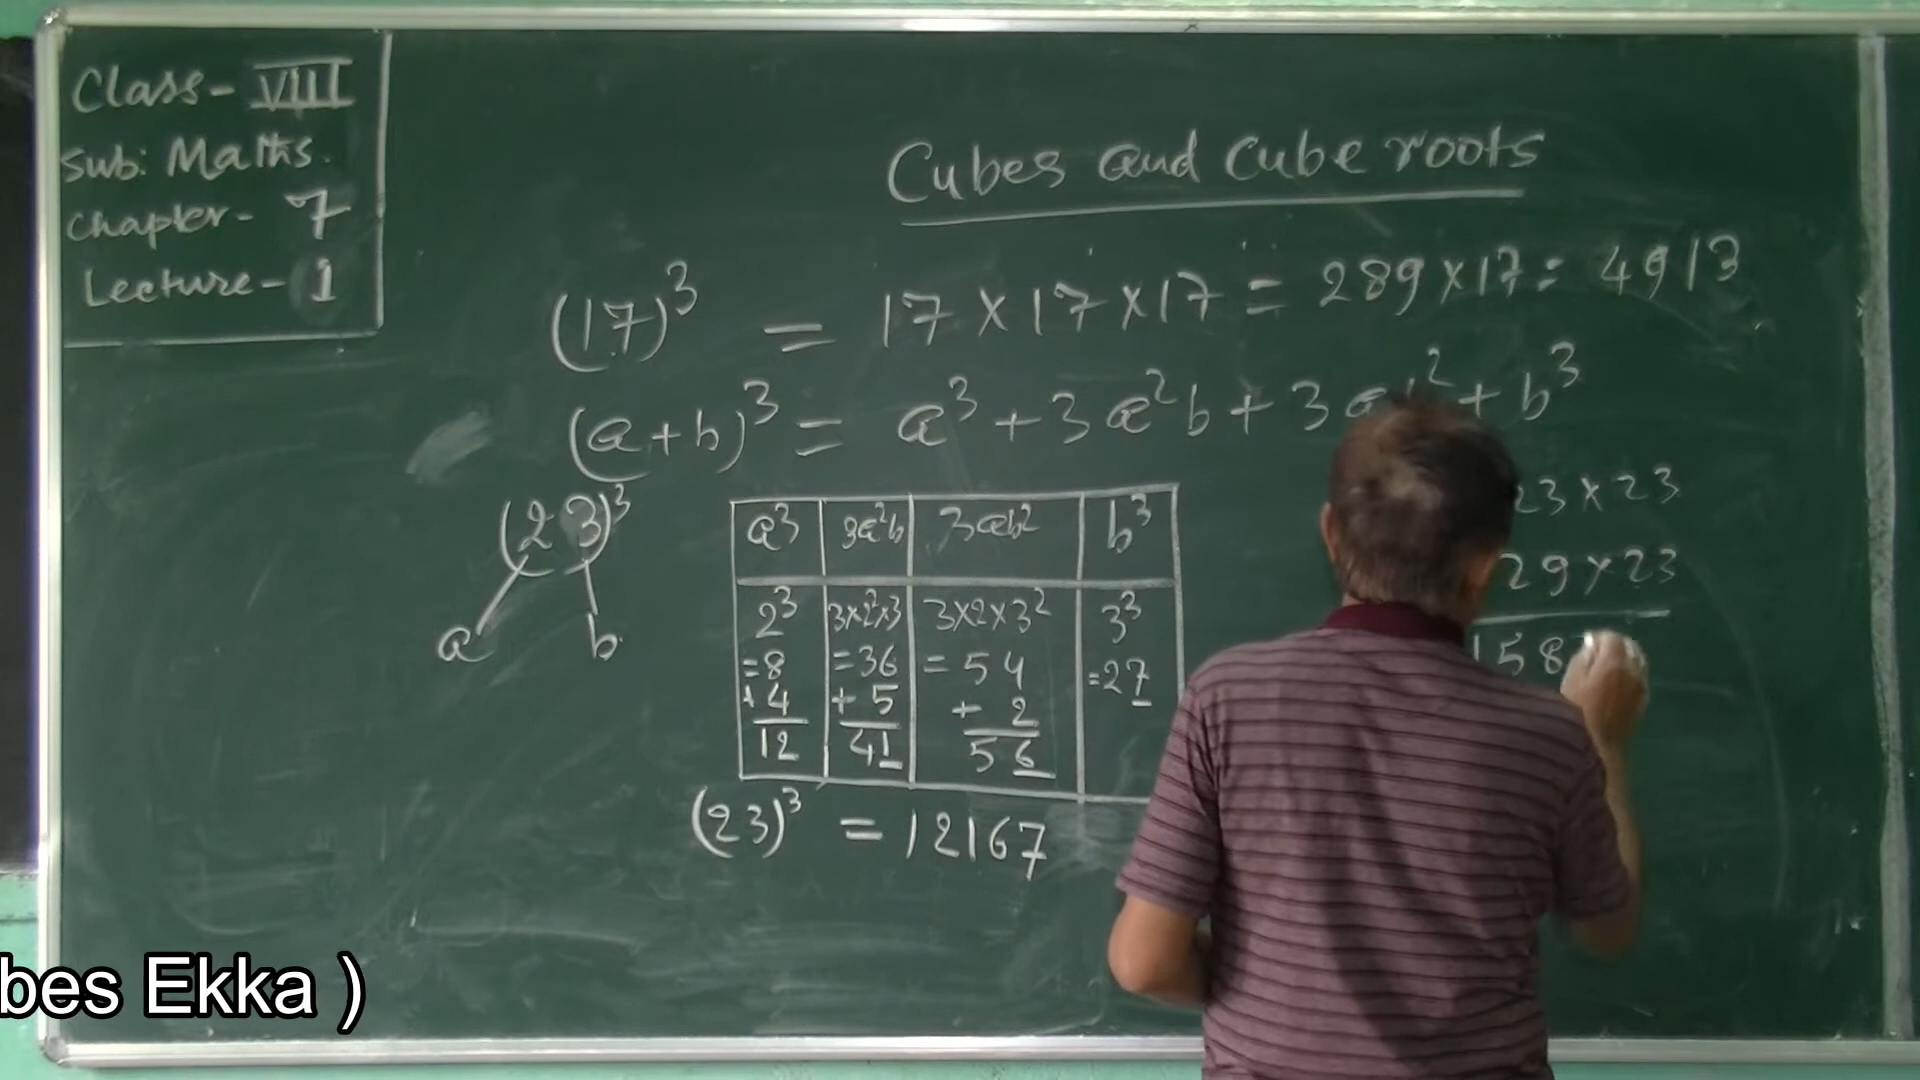 Class- VIII
Sub: Maths.
Chapter- 7
Lecture- 1
Cubes and Cube roots
(17)³ = 17 × 17 × 17 = 289 × 17 = 4913
(a+b)³ = a³ + 3a²b + 3a ² + b³
(23)³
a b
a³ 3a²b 3ab² b³
2³ 3×2²×3 3×2×3² 3³
=8 =36 =54 =27
+4 +5 +2
12 41 56
(23)³ = 12167
23×23
29×23
158
bes Ekka )